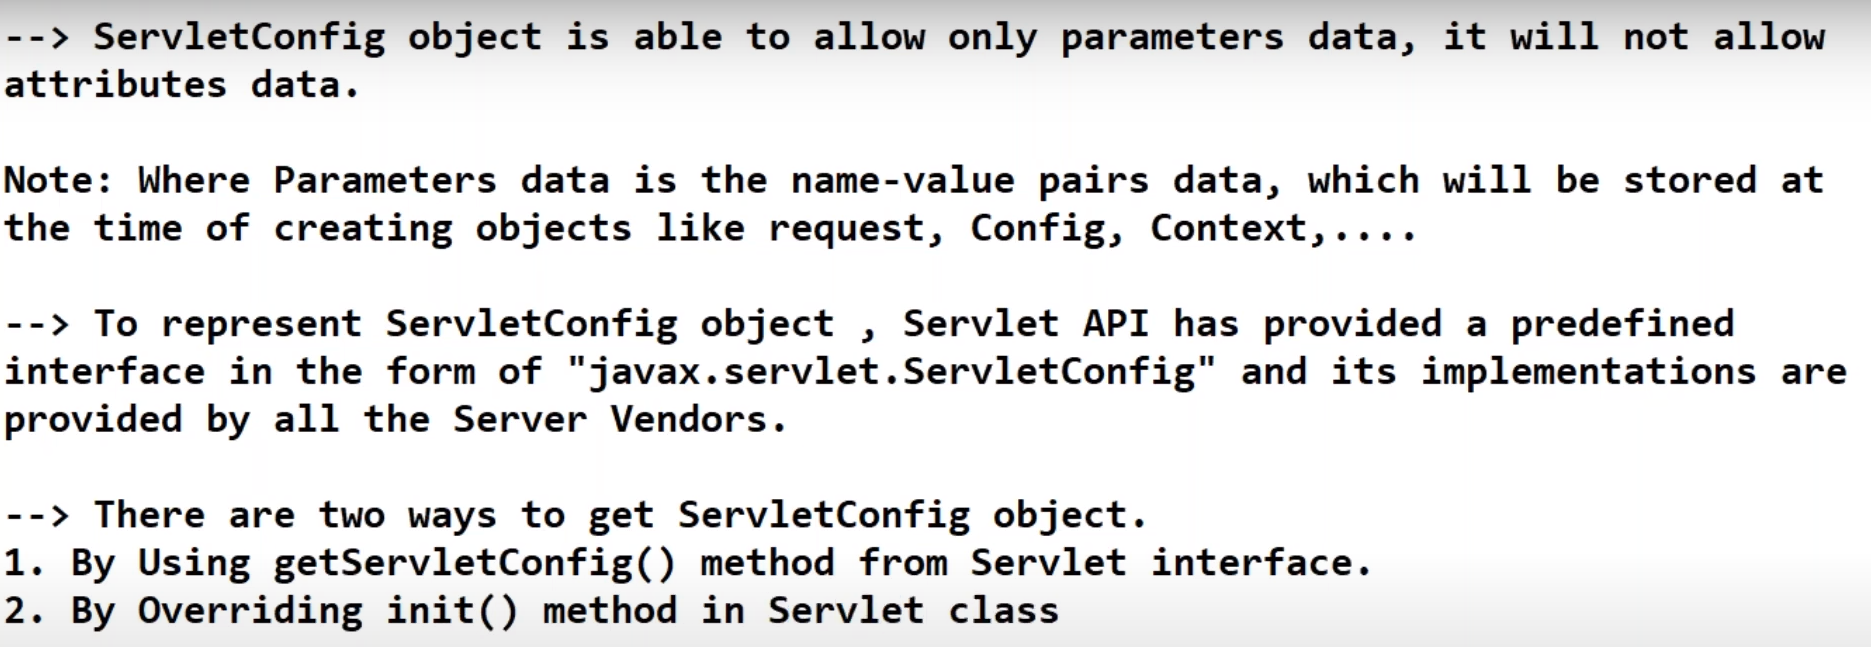 --> ServletConfig object is able to allow only parameters data, it will not allow
attributes data.
Note: Where Parameters data is the name-value pairs data, which will be stored at
the time of creating objects like request, Config, Context,....
--> To represent ServletConfig object , Servlet API has provided a predefined
interface in the form of "javax.servlet.ServletConfig" and its implementations are
provided by all the Server Vendors.
--> There are two ways to get ServletConfig object.
1. By Using getServletConfig() method from Servlet interface.
2. By Overriding init() method in Servlet class